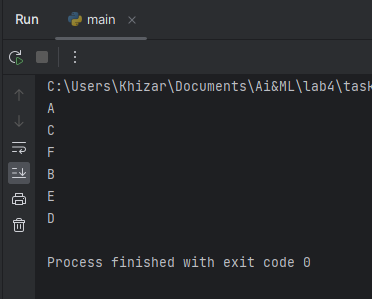 Run main
C:\Users\Khizar\Documents\Ai&ML\lab4\task
A
C
F
B
E
D
Process finished with exit code 0